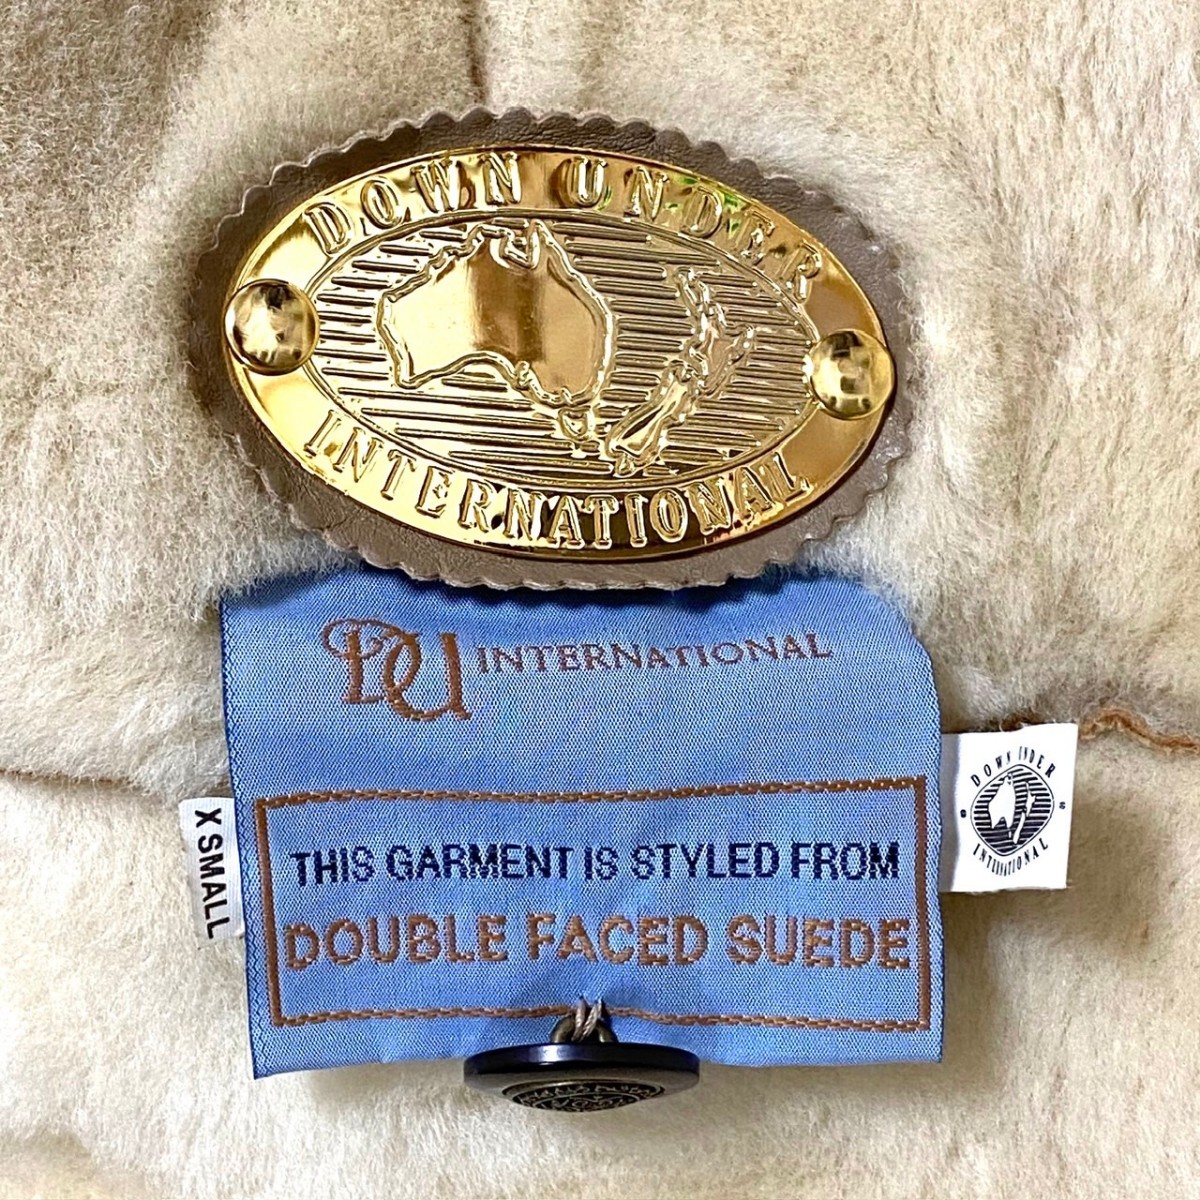 DOWN UNDER
INTERNATIONAL
DU INTERNATIONAL
THIS GARMENT IS STYLED FROM
DOUBLE FACED SUEDE
X SMALL
DOWN UNDER
INTERNATIONAL